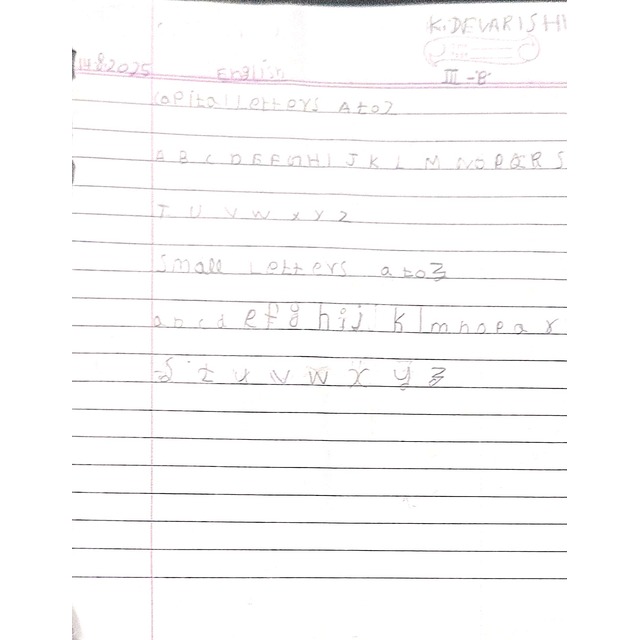 K. DEVARISHI
14.8.2025 English III-B
Capital Letters A to Z
A B C D E F G H I J K L M N O P Q R S
T U V W X Y Z
Small Letters a to z
a b c d e f g h i j k l m n o p q r
s t u v w x y z